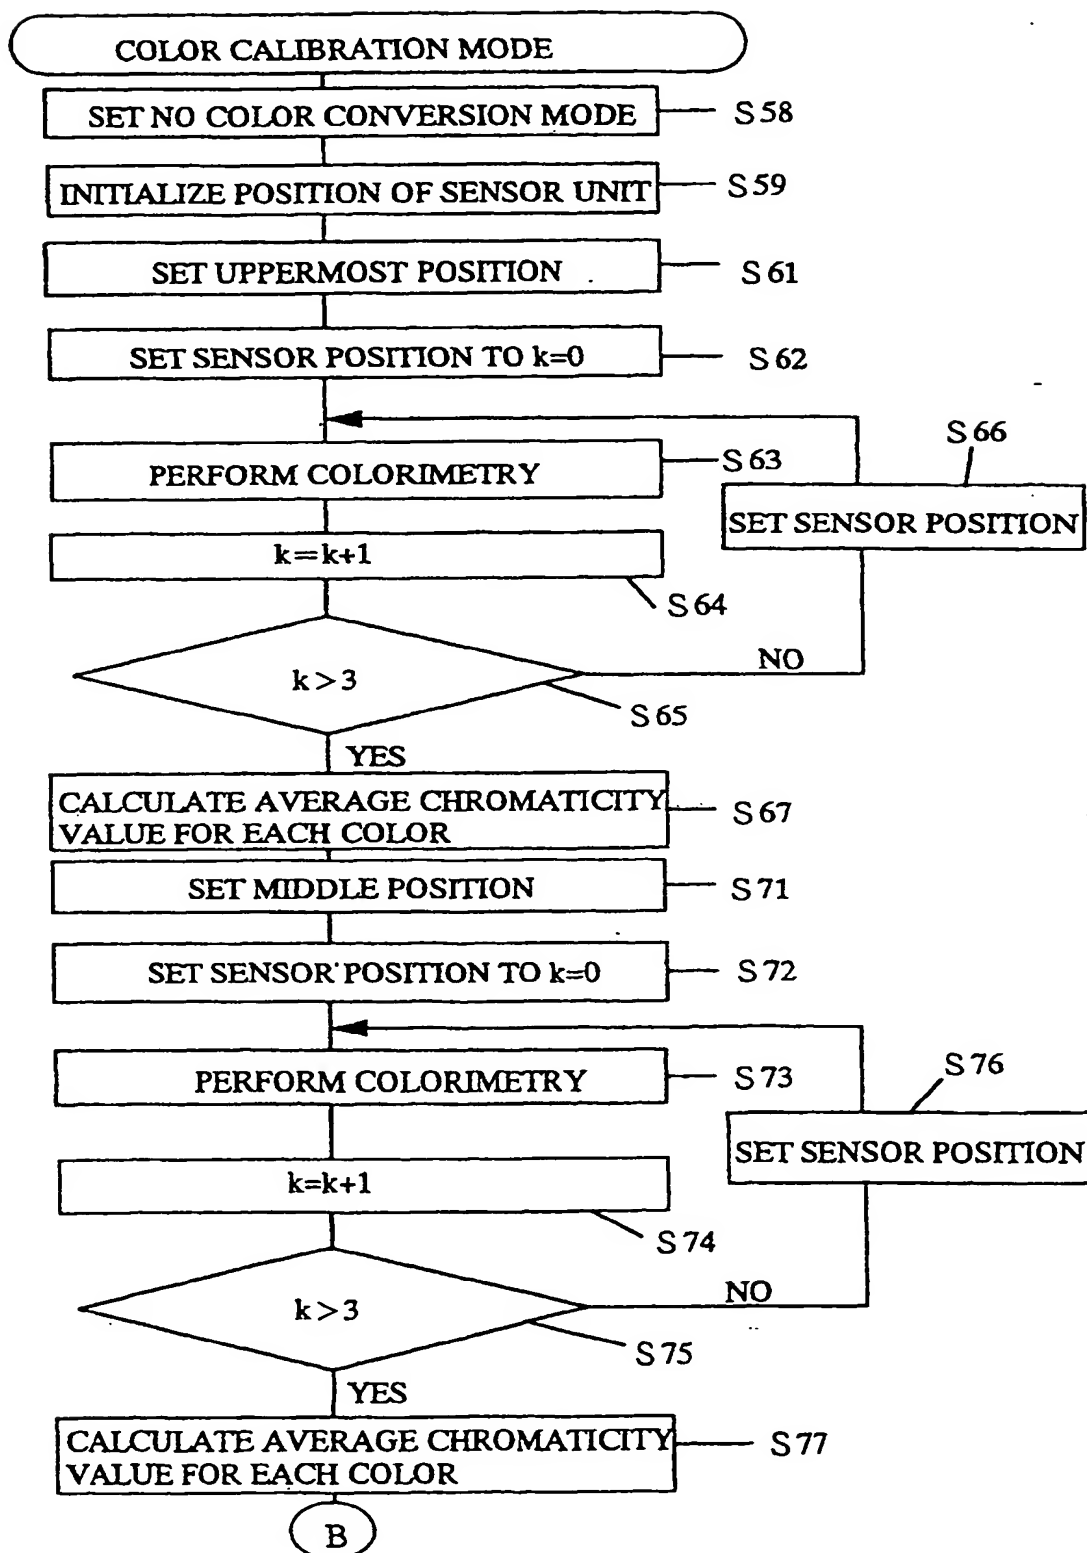 COLOR CALIBRATION MODE
SET NO COLOR CONVERSION MODE
S58
INITIALIZE POSITION OF SENSOR UNIT
S59
SET UPPERMOST POSITION
S61
SET SENSOR POSITION TO k=0
S62
S66
PERFORM COLORIMETRY
S63
SET SENSOR POSITION
k=k+1
S64
k>3
NO
S65
YES
CALCULATE AVERAGE CHROMATICITY
VALUE FOR EACH COLOR
S67
SET MIDDLE POSITION
S71
SET SENSOR POSITION TO k=0
S72
PERFORM COLORIMETRY
S73
S76
SET SENSOR POSITION
k=k+1
S74
k>3
NO
S75
YES
CALCULATE AVERAGE CHROMATICITY
VALUE FOR EACH COLOR
S77
B